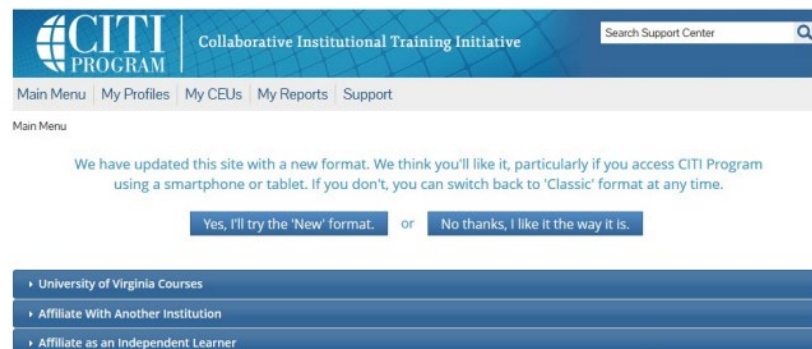 CITI
PROGRAM
Collaborative Institutional Training Initiative
Search Support Center
Main Menu My Profiles My CEUs My Reports Support
Main Menu
We have updated this site with a new format. We think you'll like it, particularly if you access CITI Program
using a smartphone or tablet. If you don't, you can switch back to 'Classic' format at any time.
Yes, I'll try the 'New' format. or No thanks, I like it the way it is.
University of Virginia Courses
Affiliate With Another Institution
Affiliate as an Independent Learner